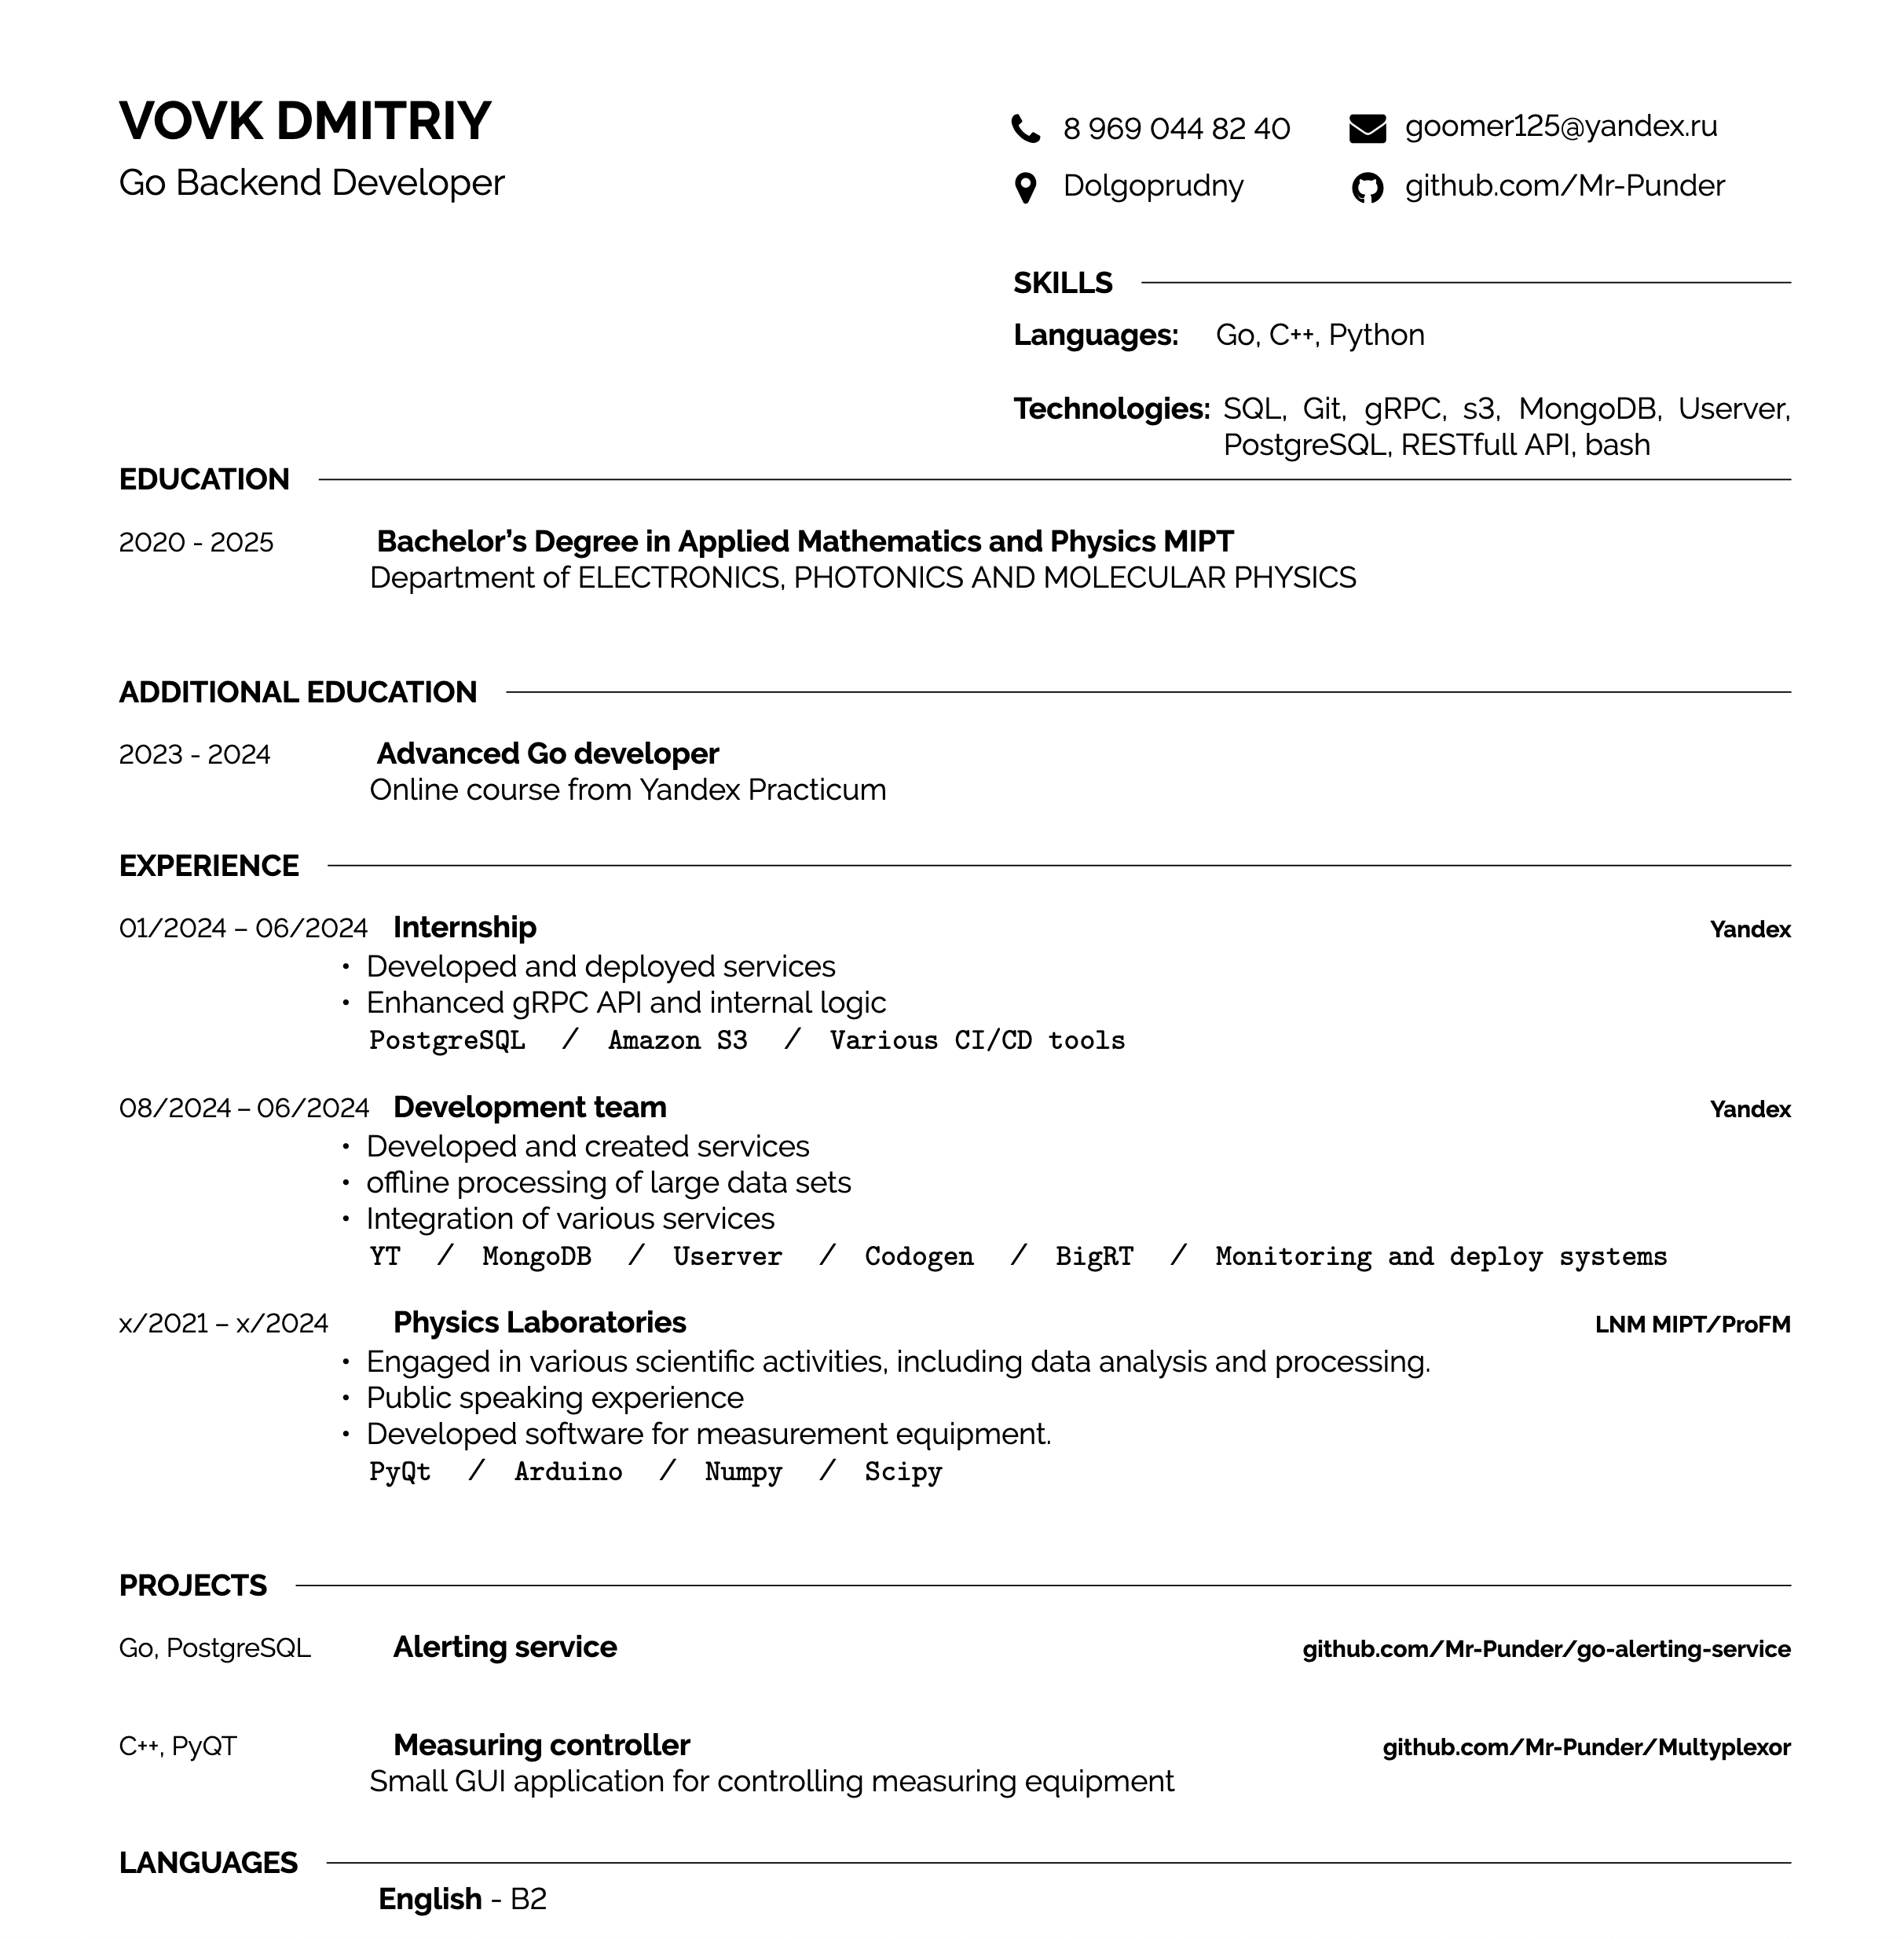 VOVK DMITRIY
Go Backend Developer
8 969 044 82 40
goomer125@yandex.ru
Dolgoprudny
github.com/Mr-Punder
SKILLS
Languages: Go, C++, Python
Technologies: SQL, Git, gRPC, s3, MongoDB, Userver,
PostgreSQL, RESTfull API, bash
EDUCATION
2020 - 2025 Bachelor's Degree in Applied Mathematics and Physics MIPT
Department of ELECTRONICS, PHOTONICS AND MOLECULAR PHYSICS
ADDITIONAL EDUCATION
2023 - 2024 Advanced Go developer
Online course from Yandex Practicum
EXPERIENCE
01/2024 – 06/2024 Internship Yandex
• Developed and deployed services
• Enhanced gRPC API and internal logic
PostgreSQL / Amazon S3 / Various CI/CD tools
08/2024 – 06/2024 Development team Yandex
• Developed and created services
• offline processing of large data sets
• Integration of various services
YT / MongoDB / Userver / Codogen / BigRT / Monitoring and deploy systems
x/2021 – x/2024 Physics Laboratories LNM MIPT/ProFM
• Engaged in various scientific activities, including data analysis and processing.
• Public speaking experience
• Developed software for measurement equipment.
PyQt / Arduino / Numpy / Scipy
PROJECTS
Go, PostgreSQL Alerting service github.com/Mr-Punder/go-alerting-service
C++, PyQT Measuring controller github.com/Mr-Punder/Multyplexor
Small GUI application for controlling measuring equipment
LANGUAGES
English - B2